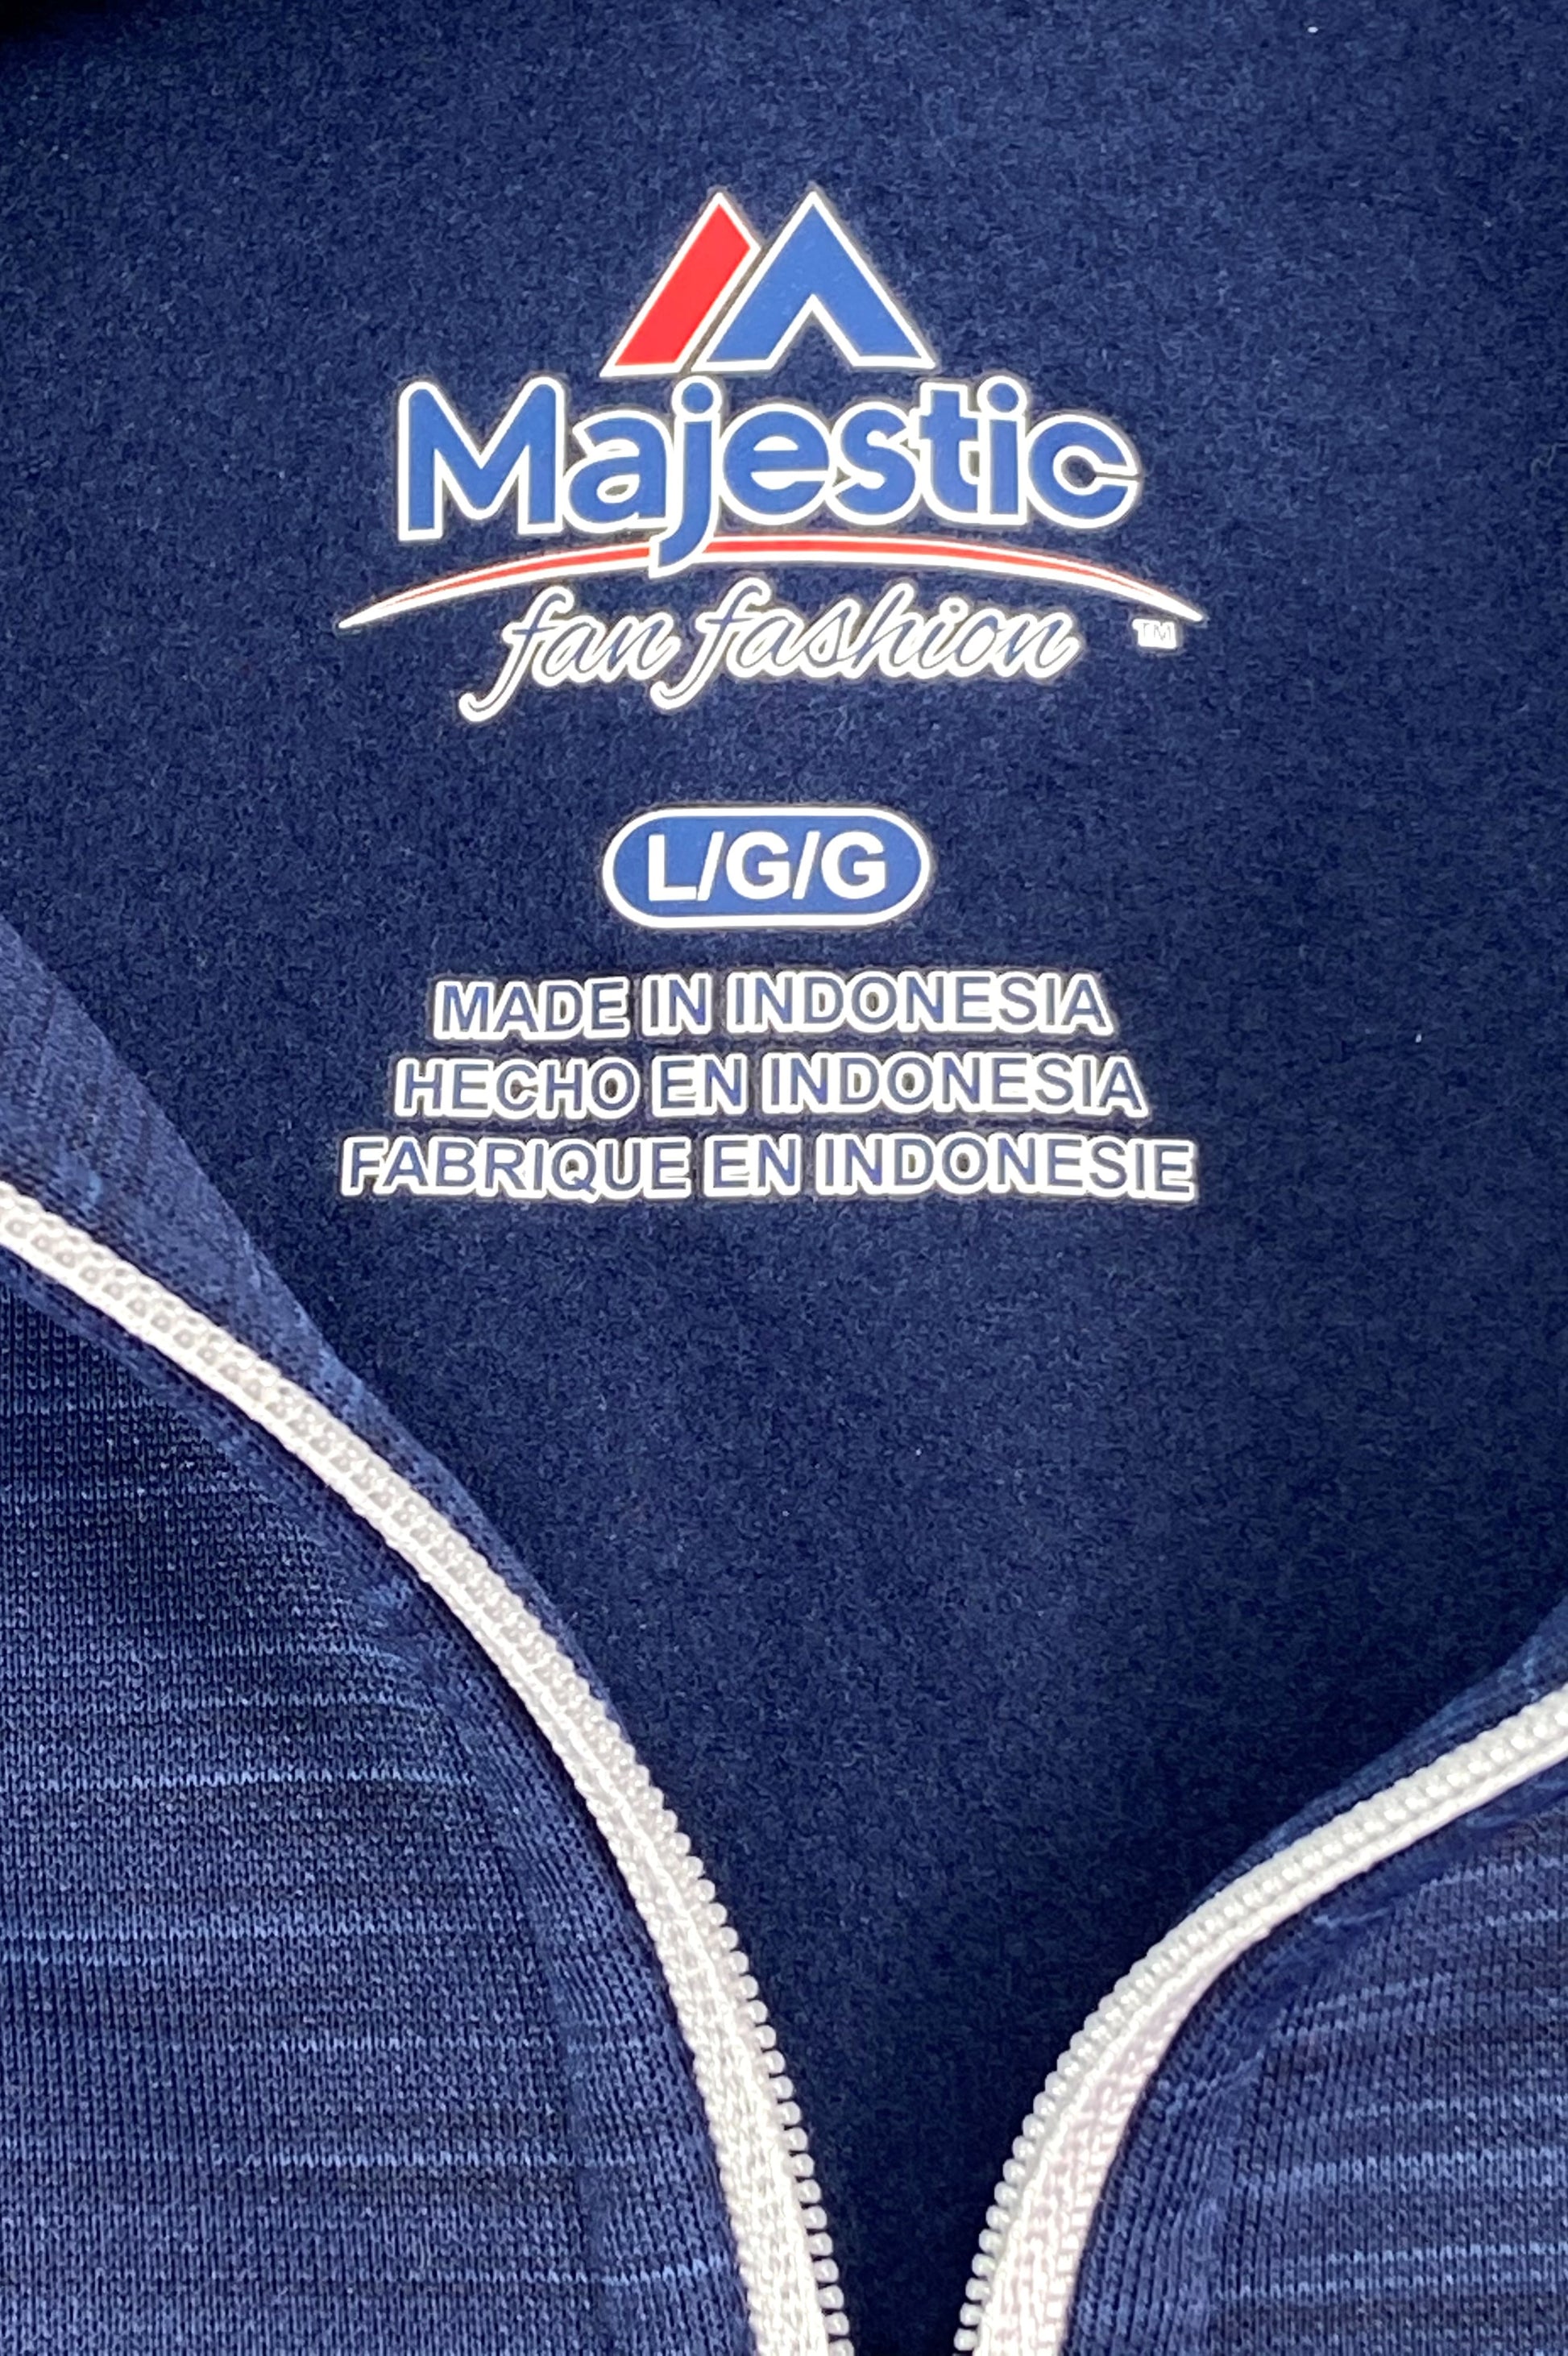 Majestic
fan fashion ™
L/G/G
MADE IN INDONESIA
HECHO EN INDONESIA
FABRIQUE EN INDONESIE